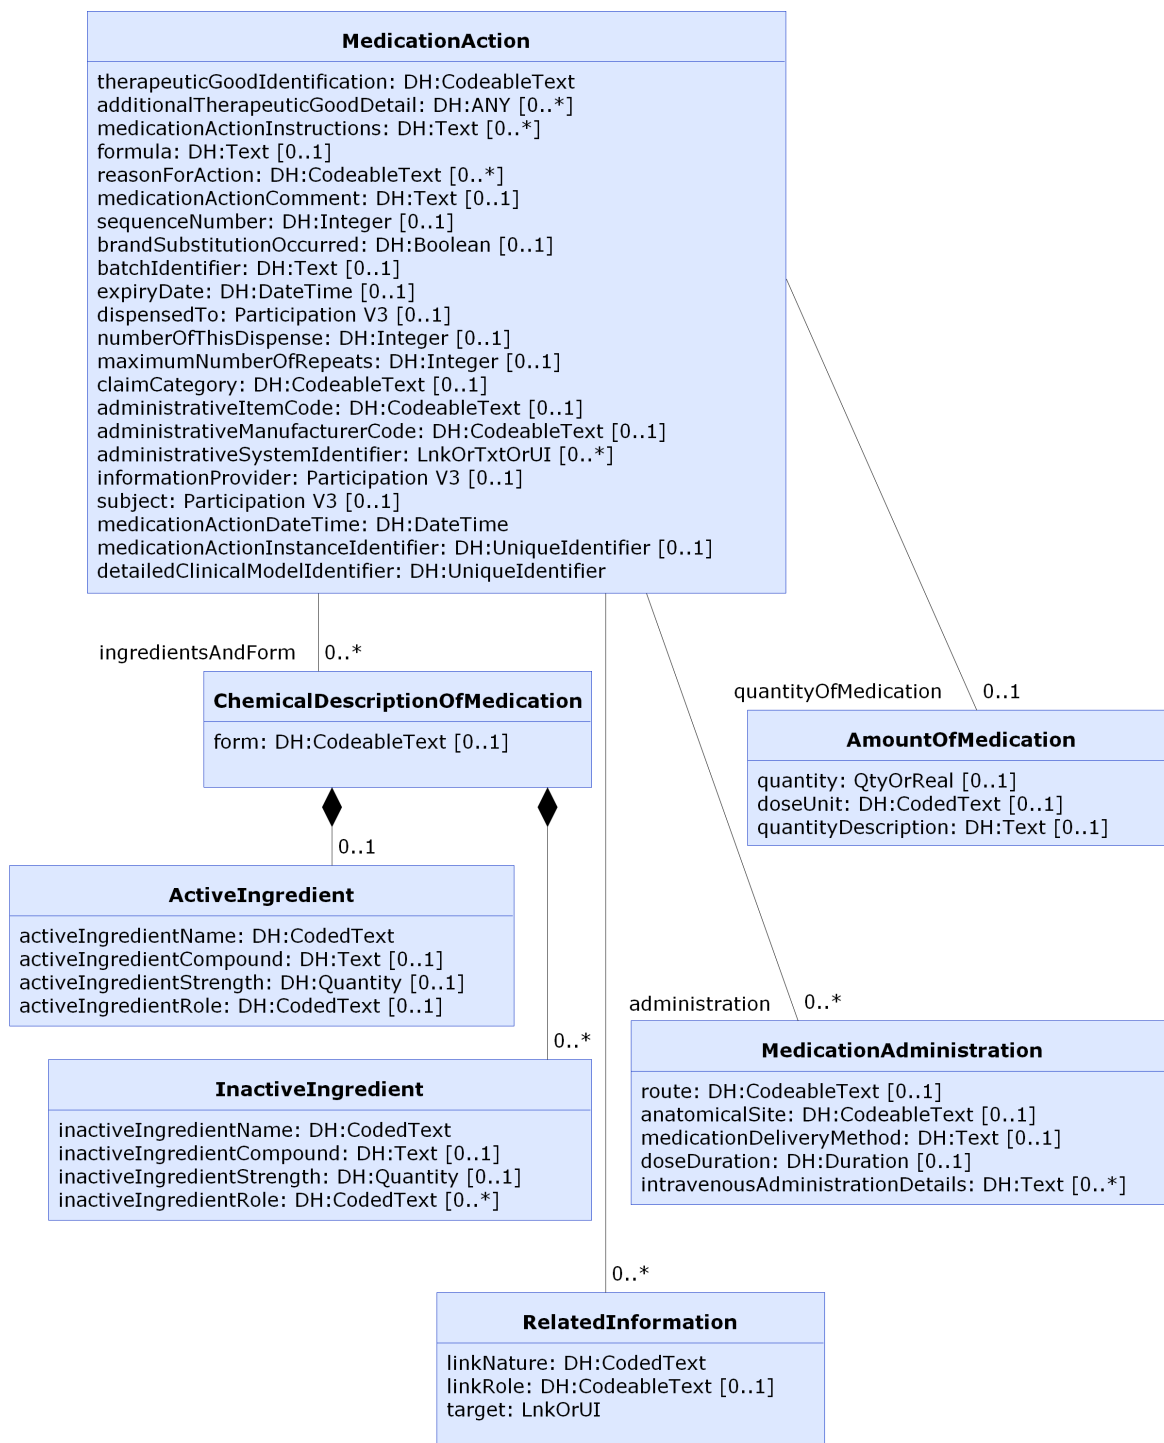 MedicationAction
therapeuticGoodIdentification: DH:CodeableText
additionalTherapeuticGoodDetail: DH:ANY [0..*]
medicationActionInstructions: DH:Text [0..*]
formula: DH:Text [0..1]
reasonForAction: DH:CodeableText [0..*]
medicationActionComment: DH:Text [0..1]
sequenceNumber: DH:Integer [0..1]
brandSubstitutionOccurred: DH:Boolean [0..1]
batchIdentifier: DH:Text [0..1]
expiryDate: DH:DateTime [0..1]
dispensedTo: Participation V3 [0..1]
numberOfThisDispense: DH:Integer [0..1]
maximumNumberOfRepeats: DH:Integer [0..1]
claimCategory: DH:CodeableText [0..1]
administrativeItemCode: DH:CodeableText [0..1]
administrativeManufacturerCode: DH:CodeableText [0..1]
administrativeSystemIdentifier: LnkOrTxtOrUI [0..*]
informationProvider: Participation V3 [0..1]
subject: Participation V3 [0..1]
medicationActionDateTime: DH:DateTime
medicationActionInstanceIdentifier: DH:UniqueIdentifier [0..1]
detailedClinicalModelIdentifier: DH:UniqueIdentifier
ingredientsAndForm 0..*
ChemicalDescriptionOfMedication
form: DH:CodeableText [0..1]
quantityOfMedication 0..1
AmountOfMedication
quantity: QtyOrReal [0..1]
doseUnit: DH:CodedText [0..1]
quantityDescription: DH:Text [0..1]
0..1
ActiveIngredient
activeIngredientName: DH:CodedText
activeIngredientCompound: DH:Text [0..1]
activeIngredientStrength: DH:Quantity [0..1]
activeIngredientRole: DH:CodedText [0..1]
0..*
InactiveIngredient
inactiveIngredientName: DH:CodedText
inactiveIngredientCompound: DH:Text [0..1]
inactiveIngredientStrength: DH:Quantity [0..1]
inactiveIngredientRole: DH:CodedText [0..*]
administration 0..*
MedicationAdministration
route: DH:CodeableText [0..1]
anatomicalSite: DH:CodeableText [0..1]
medicationDeliveryMethod: DH:Text [0..1]
doseDuration: DH:Duration [0..1]
intravenousAdministrationDetails: DH:Text [0..*]
0..*
RelatedInformation
linkNature: DH:CodedText
linkRole: DH:CodeableText [0..1]
target: LnkOrUI